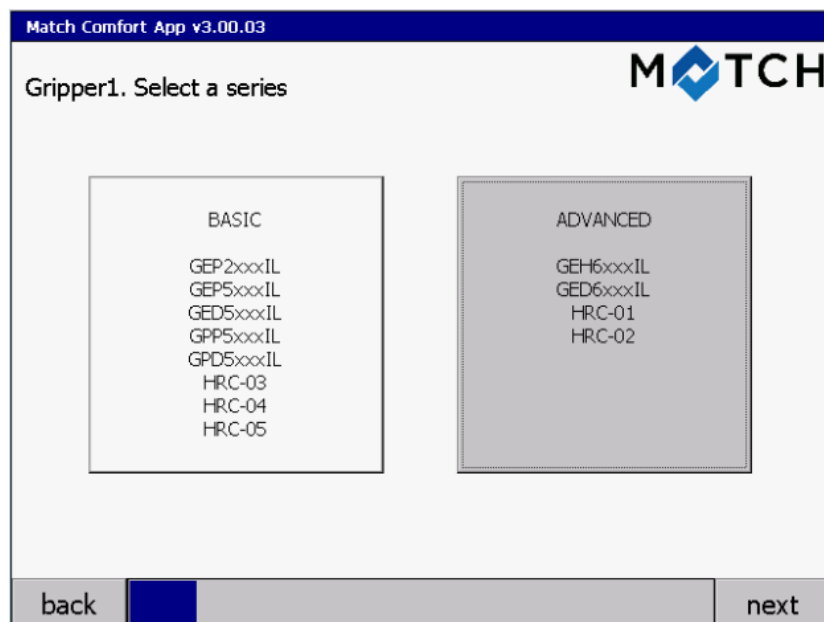 Match Comfort App v3.00.03
Gripper1. Select a series
MATCH
BASIC
GEP2xxxIL
GEP5xxxIL
GED5xxxIL
GPP5xxxIL
GPD5xxxIL
HRC-03
HRC-04
HRC-05
ADVANCED
GEH6xxxIL
GED6xxxIL
HRC-01
HRC-02
back
next